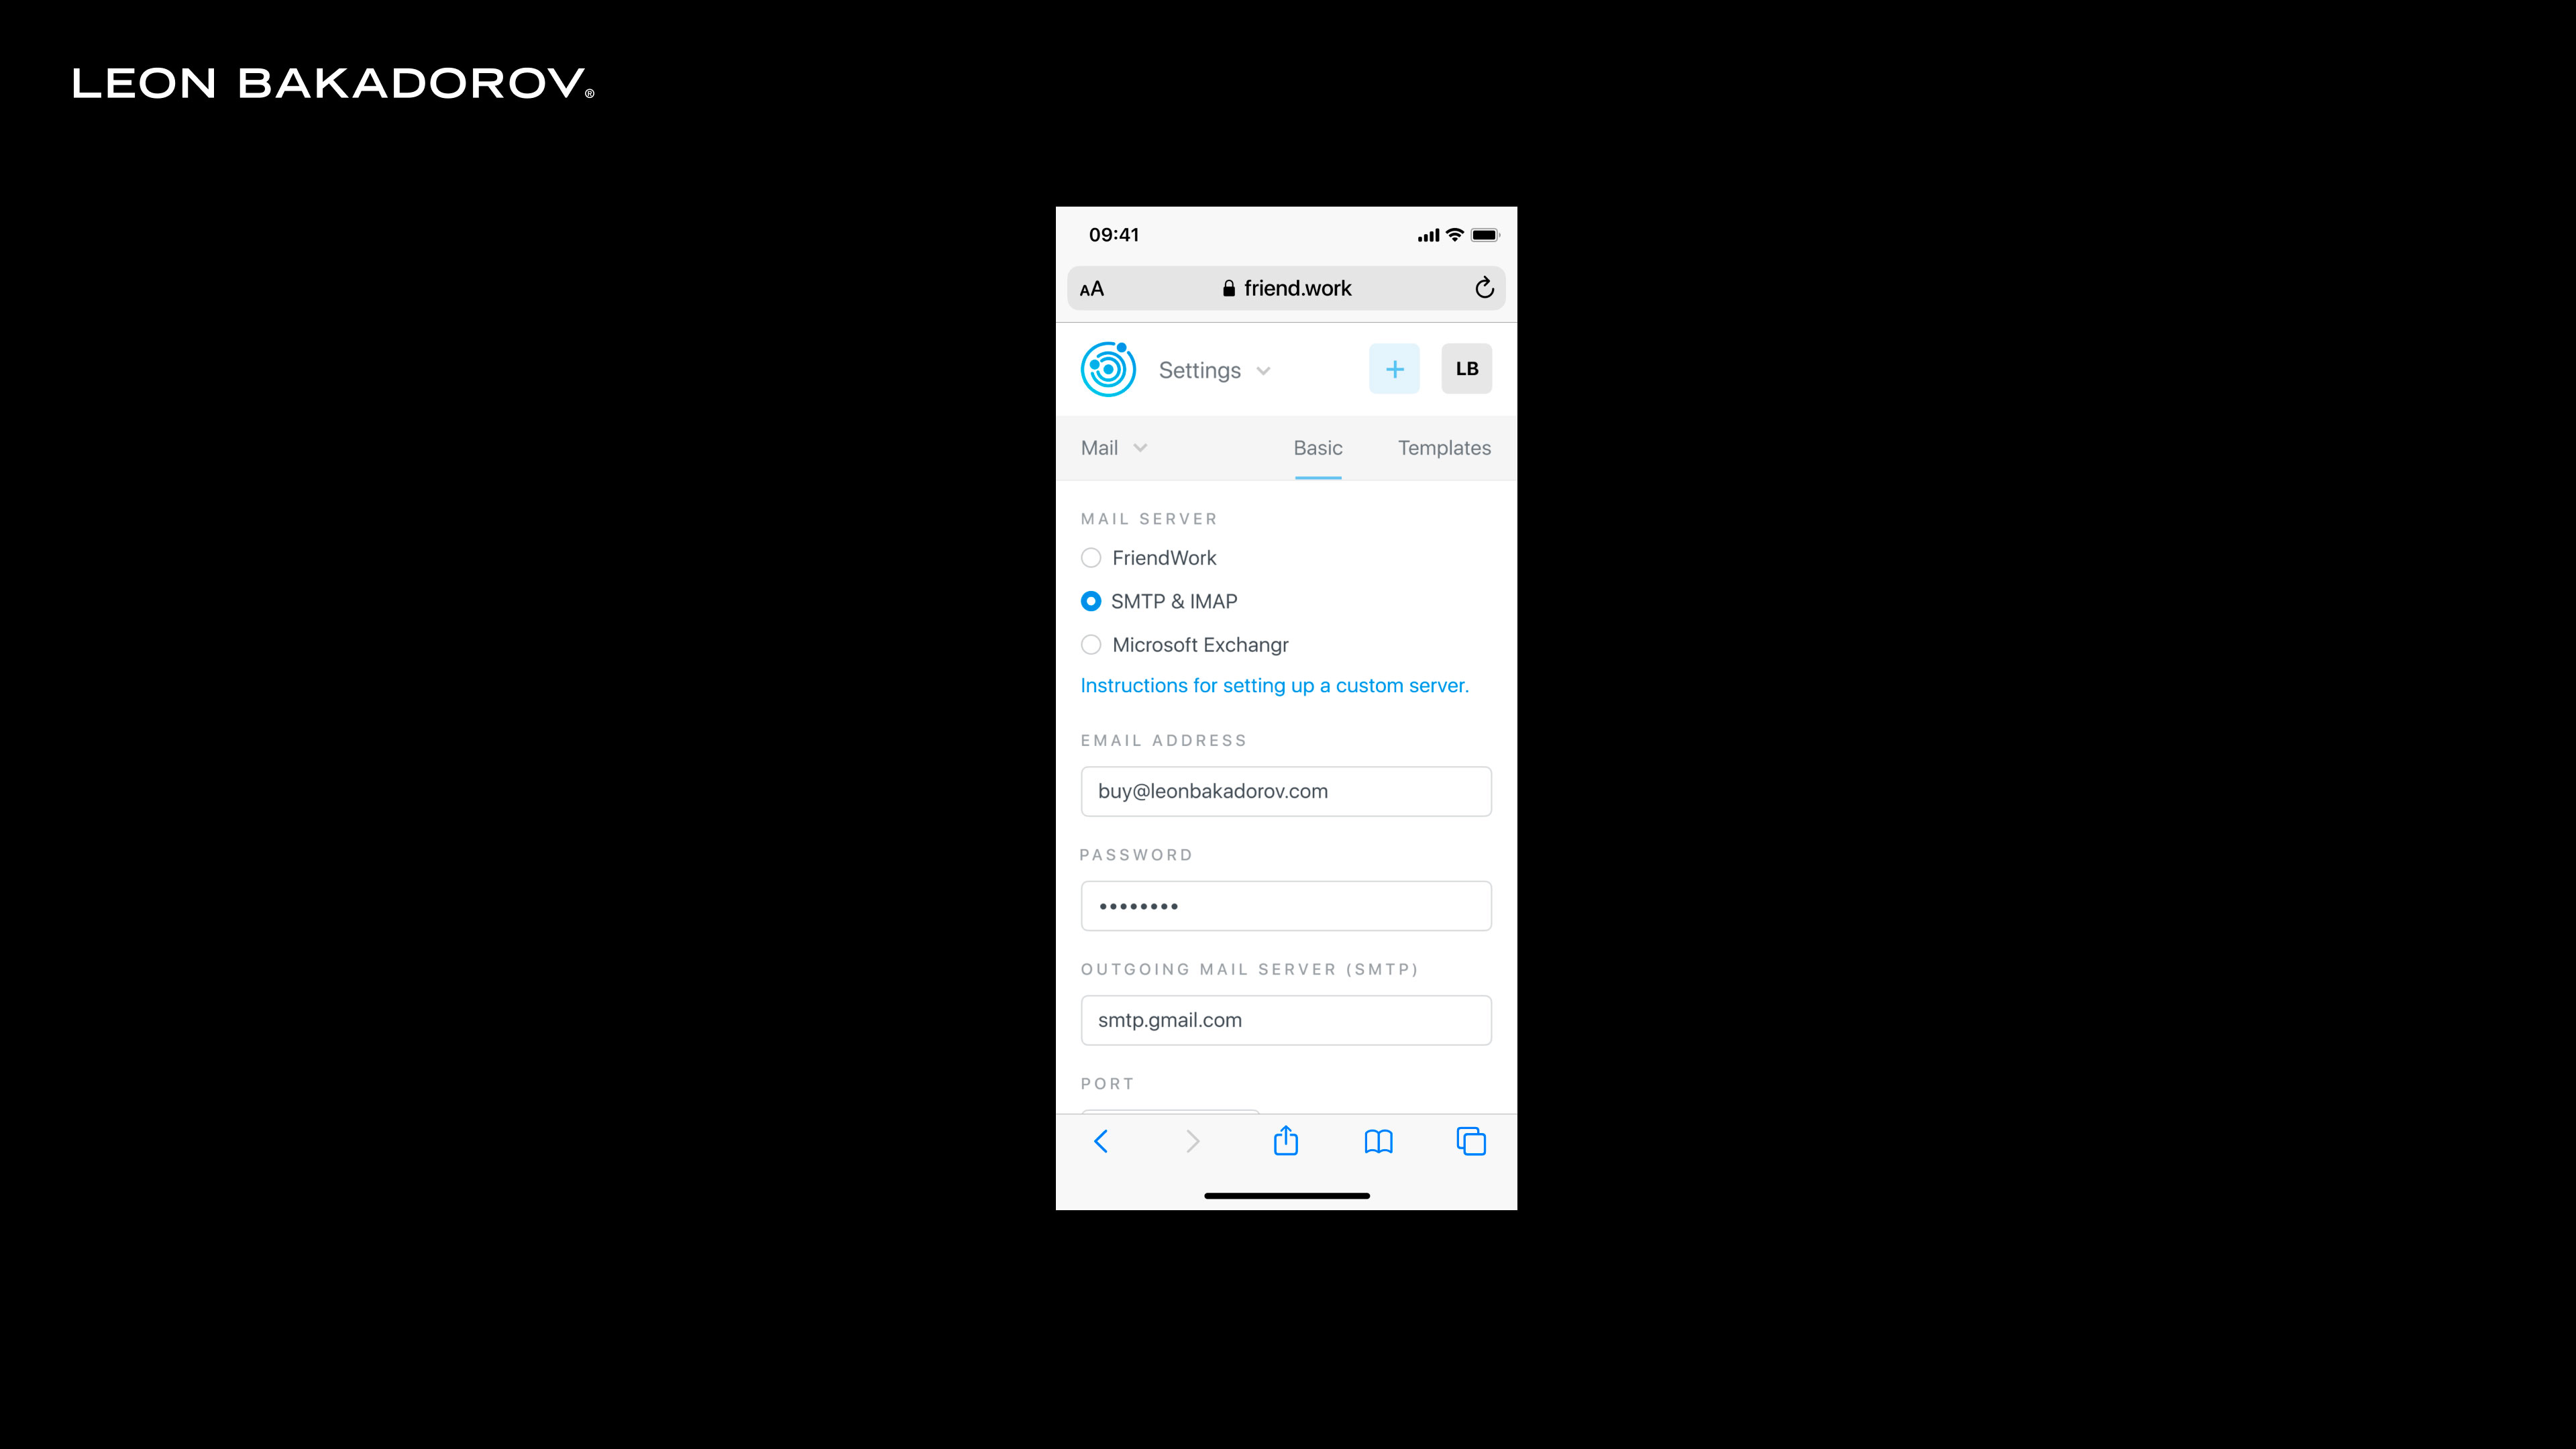 LEON BAKADOROV®
09:41
AA friend.work
Settings + LB
Mail Basic Templates
MAIL SERVER
FriendWork
SMTP & IMAP
Microsoft Exchangr
Instructions for setting up a custom server.
EMAIL ADDRESS
buy@leonbakadorov.com
PASSWORD
••••••••
OUTGOING MAIL SERVER (SMTP)
smtp.gmail.com
PORT